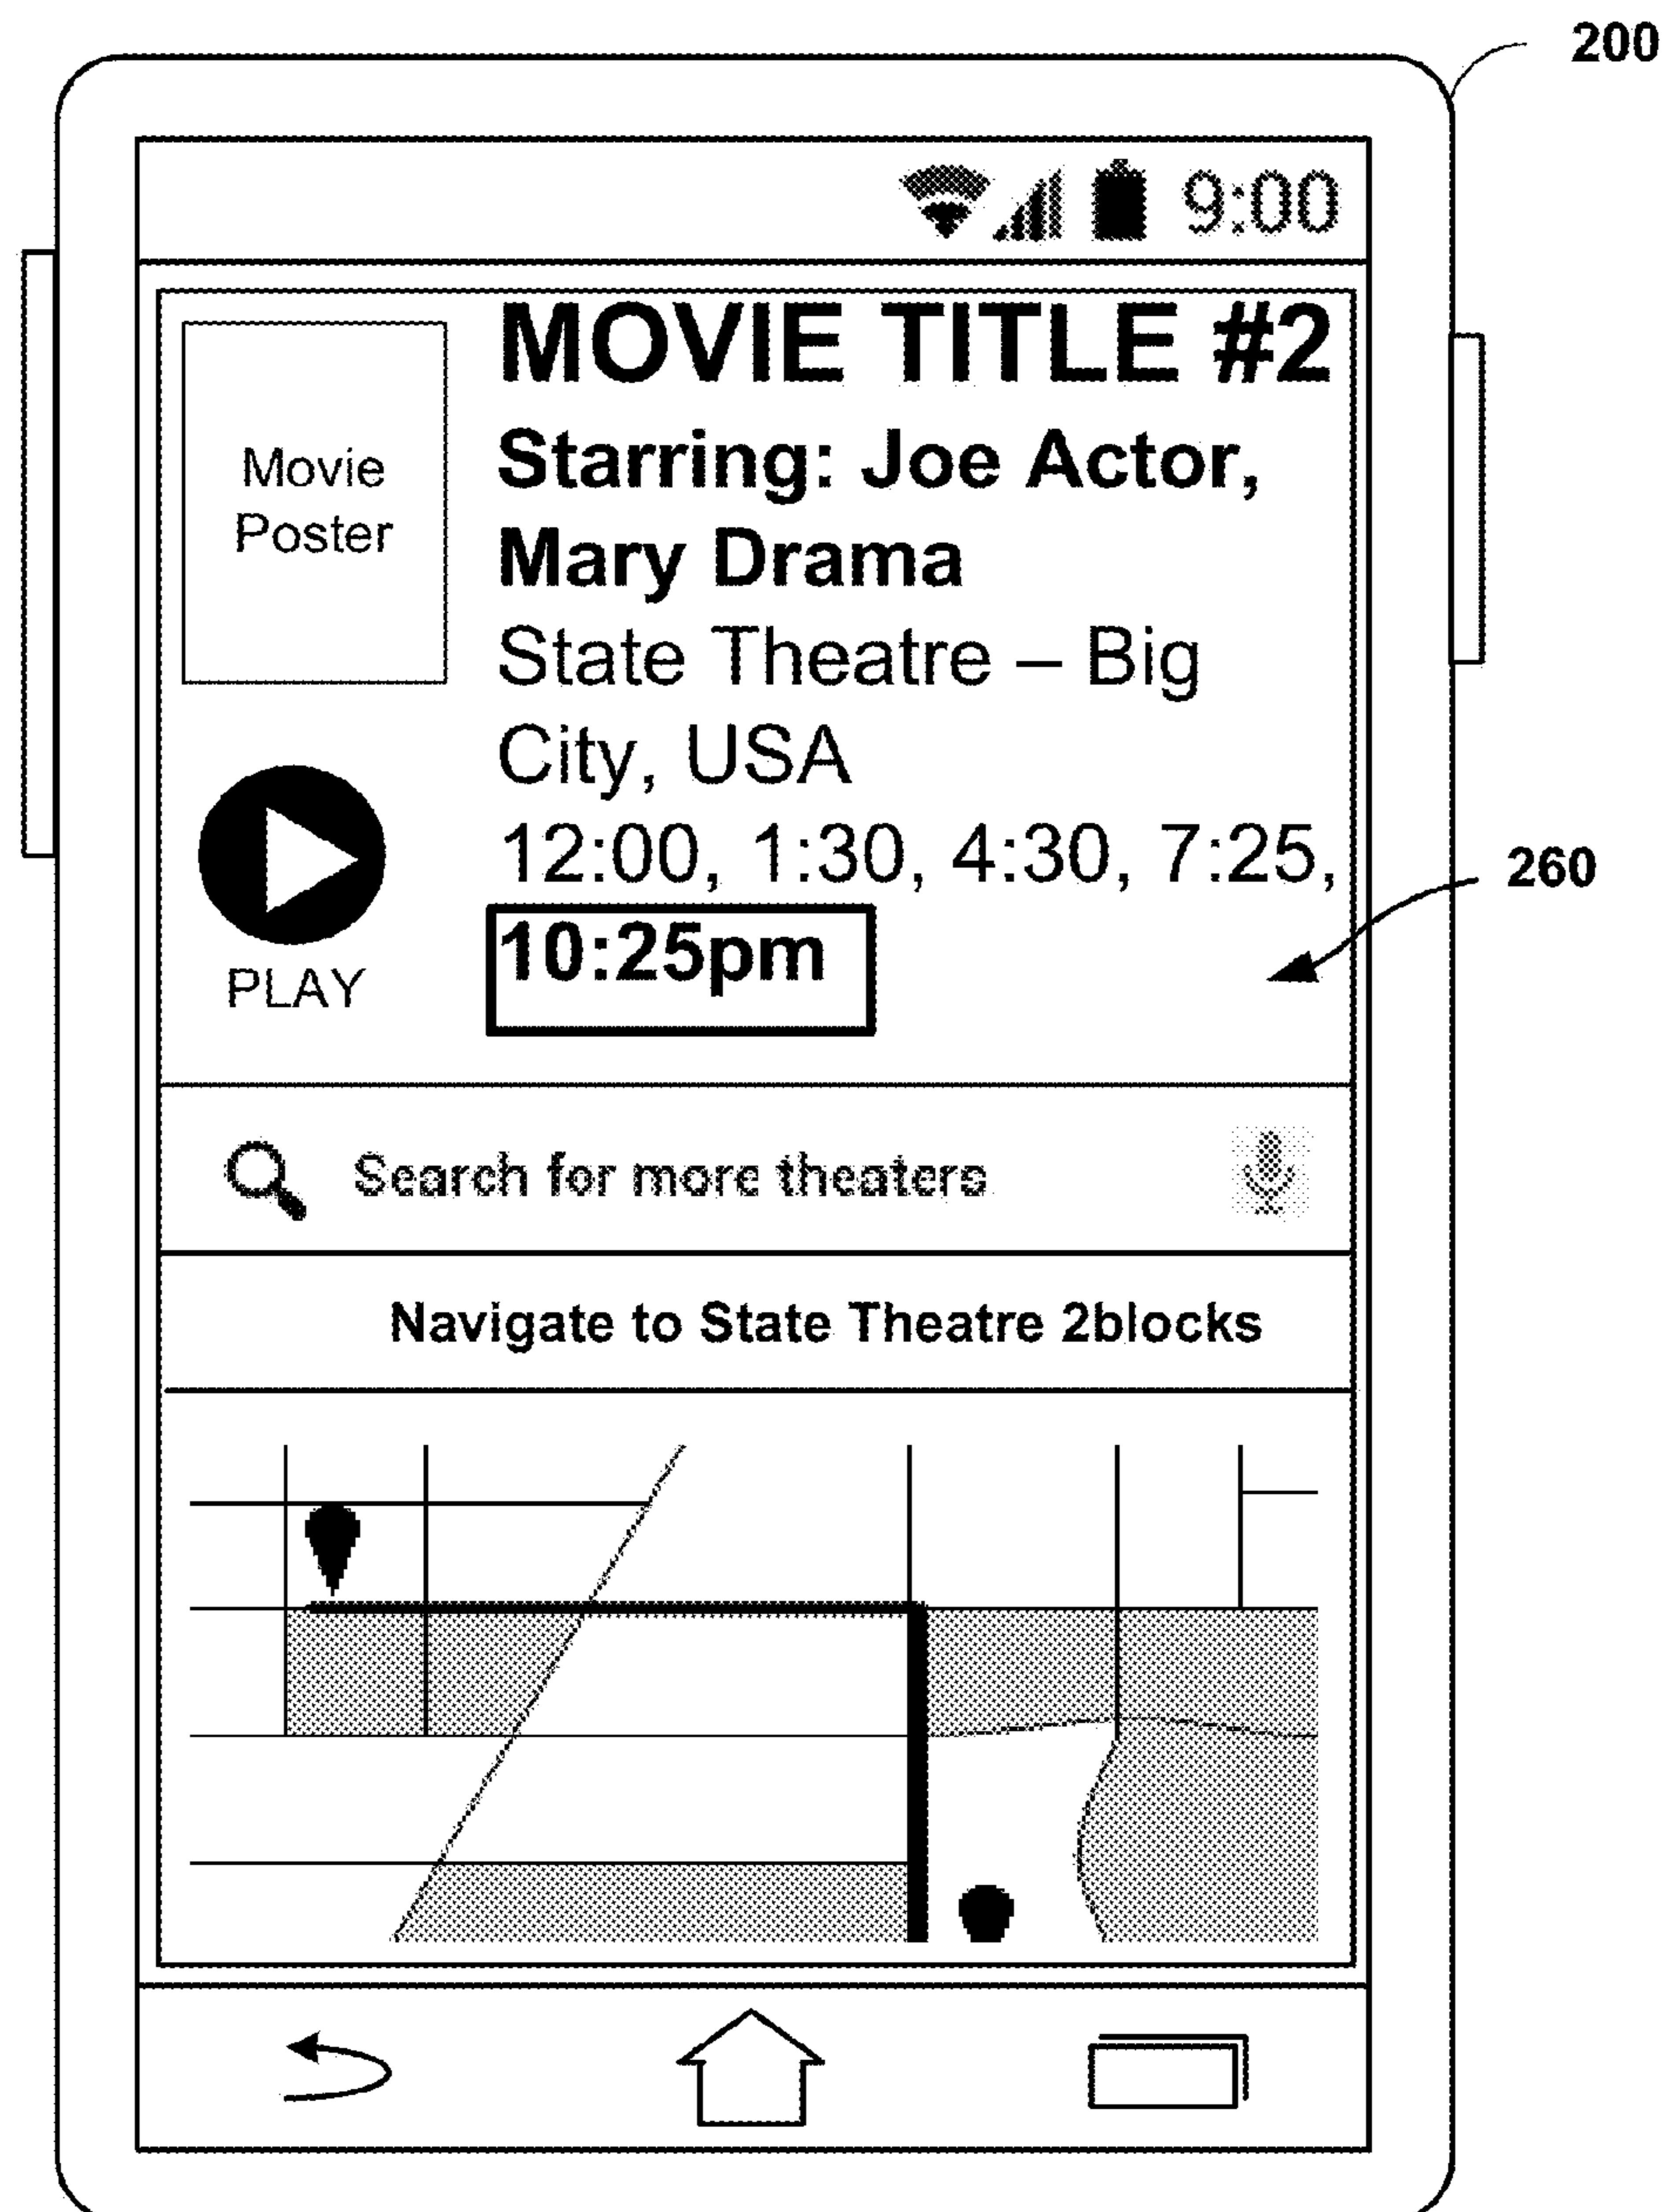 200
9:00
MOVIE TITLE #2
Movie
Poster
Starring: Joe Actor,
Mary Drama
State Theatre – Big
City, USA
12:00, 1:30, 4:30, 7:25,
260
10:25pm
PLAY
Search for more theaters
Navigate to State Theatre 2blocks